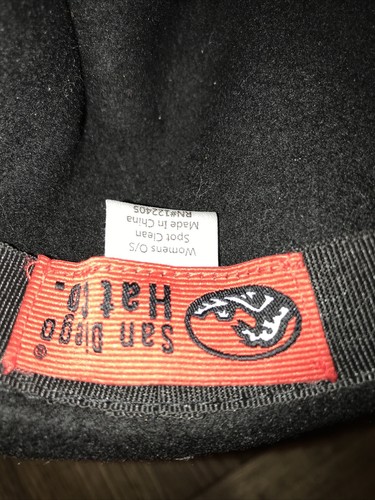 San Diego®
Hat Co.
Womens O/S
Spot Clean
Made in China
RN#122405